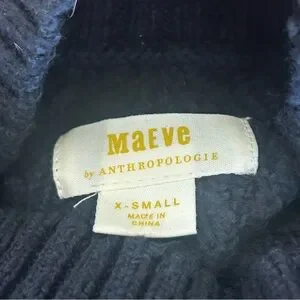 Maeve
by ANTHROPOLOGIE
X-SMALL
MADE IN
CHINA